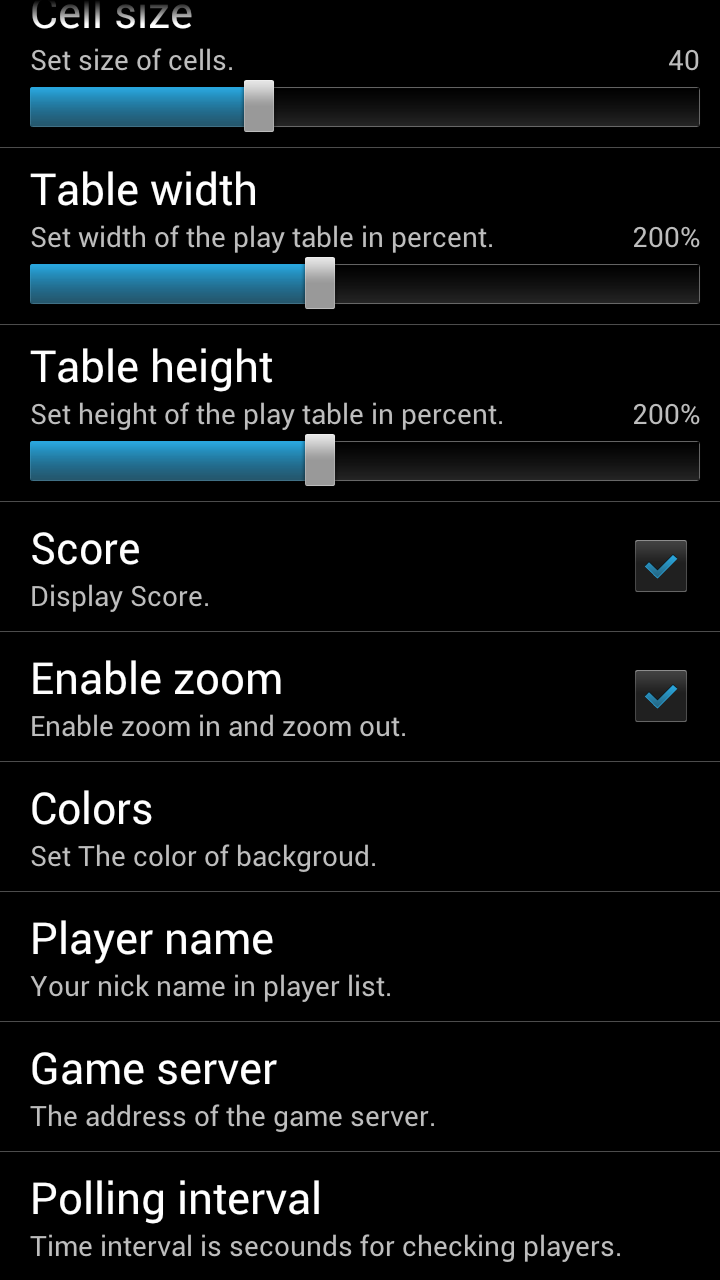 Cell size
Set size of cells. 40
Table width
Set width of the play table in percent. 200%
Table height
Set height of the play table in percent. 200%
Score
Display Score.
Enable zoom
Enable zoom in and zoom out.
Colors
Set The color of backgroud.
Player name
Your nick name in player list.
Game server
The address of the game server.
Polling interval
Time interval is secounds for checking players.